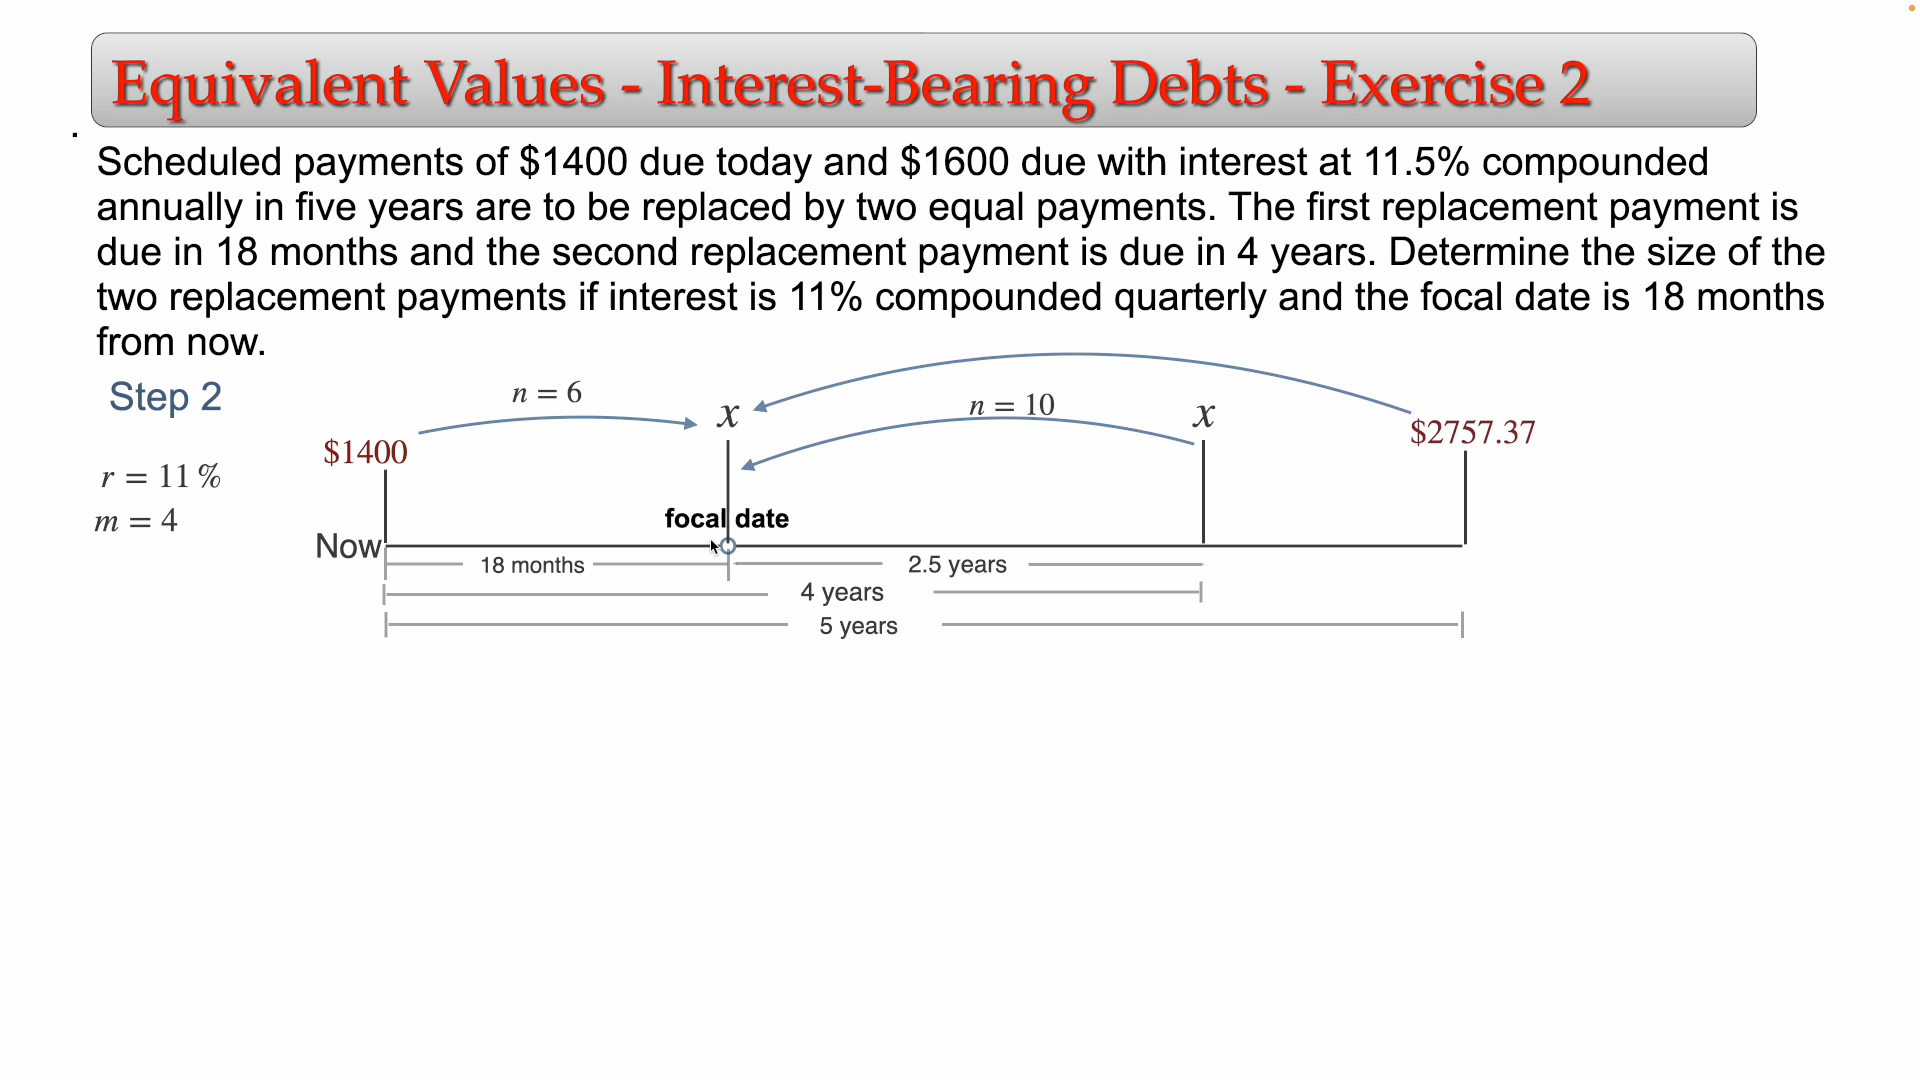 Equivalent Values - Interest-Bearing Debts - Exercise 2
Scheduled payments of $1400 due today and $1600 due with interest at 11.5% compounded
annually in five years are to be replaced by two equal payments. The first replacement payment is
due in 18 months and the second replacement payment is due in 4 years. Determine the size of the
two replacement payments if interest is 11% compounded quarterly and the focal date is 18 months
from now.
Step 2
n = 6
x
n = 10
x
$2757.37
$1400
r = 11 %
m = 4
focal date
Now
18 months
2.5 years
4 years
5 years